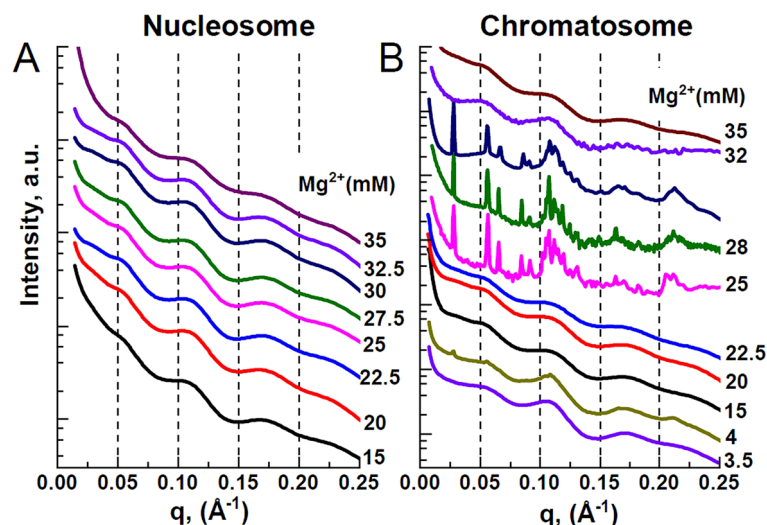 Nucleosome
Chromatosome
A
B
Intensity, a.u.
Mg²⁺(mM)
35
32.5
30
27.5
25
22.5
20
15
0.00 0.05 0.10 0.15 0.20 0.25
q, (Å⁻¹)
Mg²⁺(mM)
35
32
28
25
22.5
20
15
4
3.5
0.00 0.05 0.10 0.15 0.20 0.25
q, (Å⁻¹)